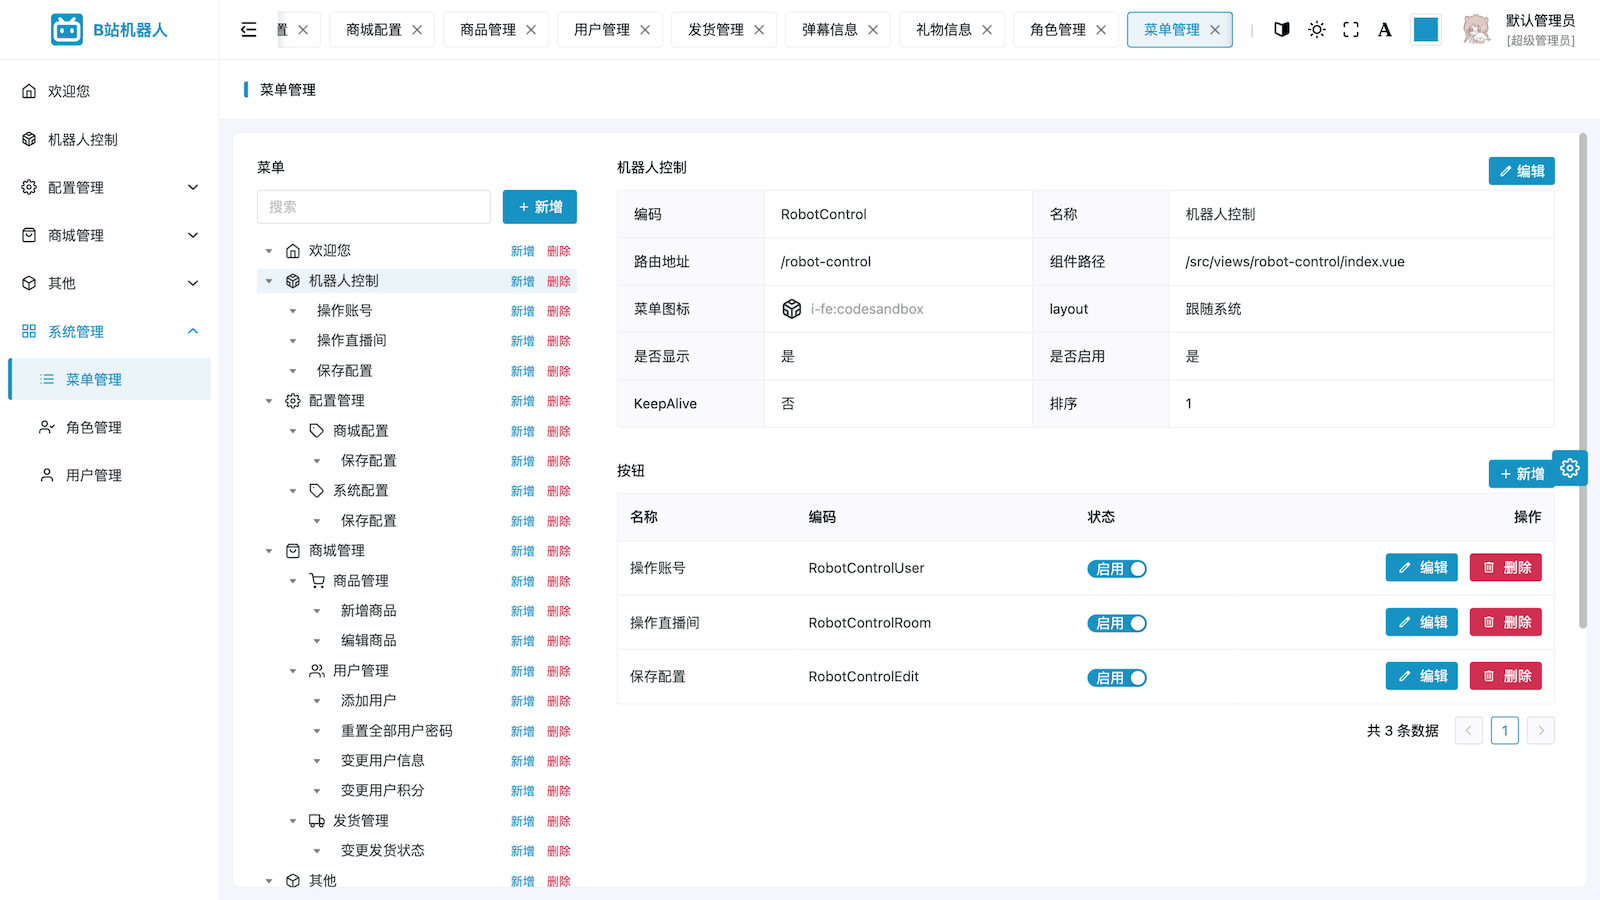 B站机器人
置
商城配置
商品管理
用户管理
发货管理
弹幕信息
礼物信息
角色管理
菜单管理
A
默认管理员
[超级管理员]
欢迎您
机器人控制
配置管理
商城管理
其他
系统管理
菜单管理
角色管理
用户管理
菜单管理
菜单
搜索
+ 新增
欢迎您 新增 删除
机器人控制 新增 删除
操作账号 新增 删除
操作直播间 新增 删除
保存配置 新增 删除
配置管理 新增 删除
商城配置 新增 删除
保存配置 新增 删除
系统配置 新增 删除
保存配置 新增 删除
商城管理 新增 删除
商品管理 新增 删除
新增商品 新增 删除
编辑商品 新增 删除
用户管理 新增 删除
添加用户 新增 删除
重置全部用户密码 新增 删除
变更用户信息 新增 删除
变更用户积分 新增 删除
发货管理 新增 删除
变更发货状态 新增 删除
其他 新增 删除
机器人控制
编辑
编码 RobotControl 名称 机器人控制
路由地址 /robot-control 组件路径 /src/views/robot-control/index.vue
菜单图标 i-fe:codesandbox layout 跟随系统
是否显示 是 是否启用 是
KeepAlive 否 排序 1
按钮
+ 新增
名称 编码 状态 操作
操作账号 RobotControlUser 启用 编辑 删除
操作直播间 RobotControlRoom 启用 编辑 删除
保存配置 RobotControlEdit 启用 编辑 删除
共 3 条数据 1